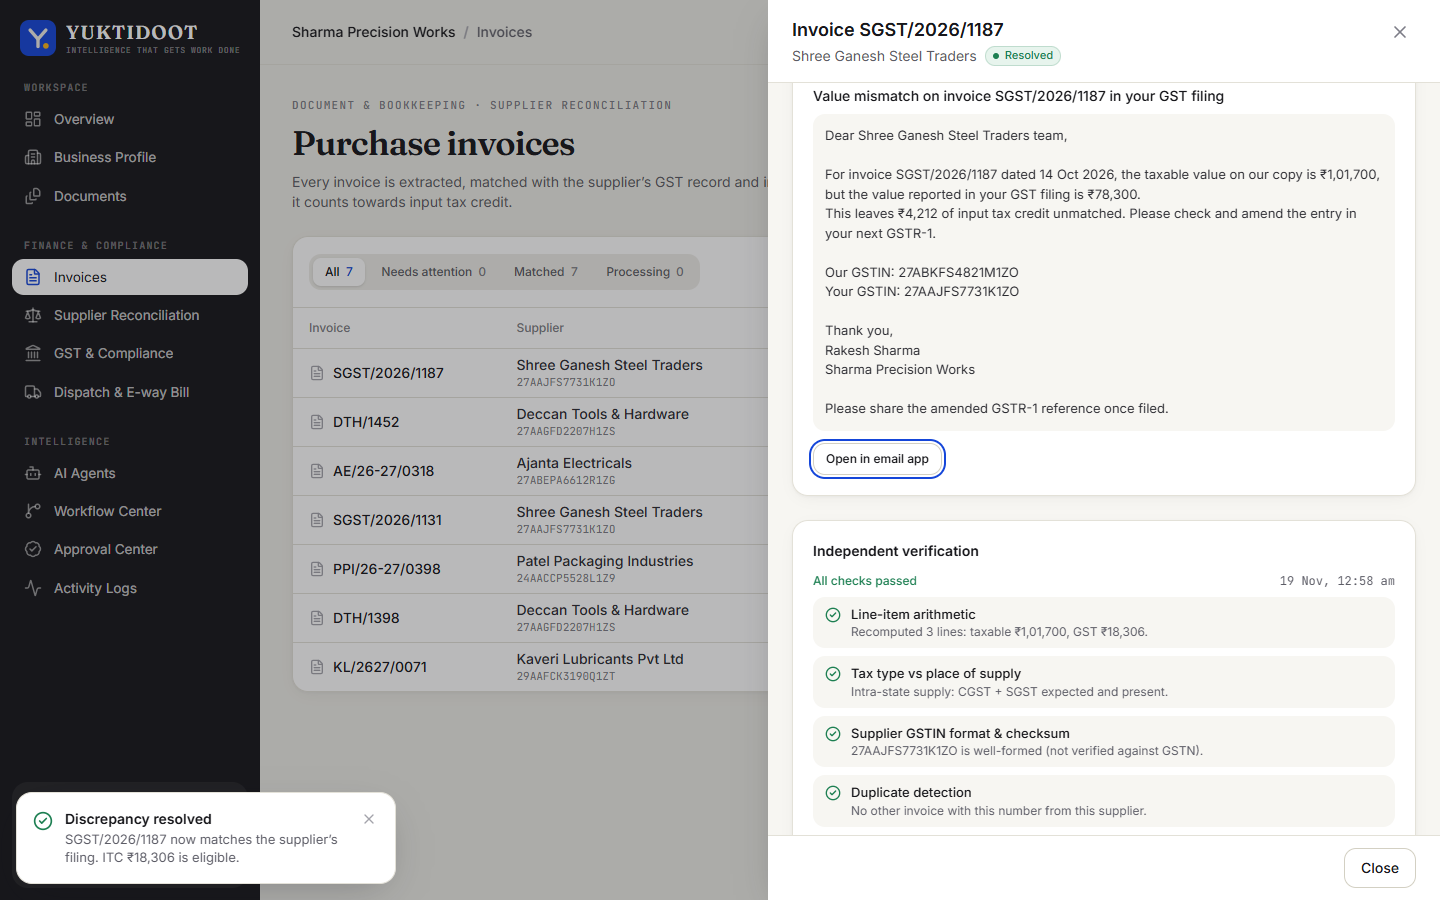 YUKTIDOOT
INTELLIGENCE THAT GETS WORK DONE
WORKSPACE
Overview
Business Profile
Documents
FINANCE & COMPLIANCE
Invoices
Supplier Reconciliation
GST & Compliance
Dispatch & E-way Bill
INTELLIGENCE
AI Agents
Workflow Center
Approval Center
Activity Logs
Sharma Precision Works / Invoices
DOCUMENT & BOOKKEEPING · SUPPLIER RECONCILIATION
Purchase invoices
Every invoice is extracted, matched with the supplier's GST record and i
it counts towards input tax credit.
All 7 Needs attention 0 Matched 7 Processing 0
Invoice Supplier
SGST/2026/1187 Shree Ganesh Steel Traders
27AAJFS7731K1ZO
DTH/1452 Deccan Tools & Hardware
27AAGFD2207H1ZS
AE/26-27/0318 Ajanta Electricals
27ABEPA6612R1ZG
SGST/2026/1131 Shree Ganesh Steel Traders
27AAJFS7731K1ZO
PPI/26-27/0398 Patel Packaging Industries
24AACCP5528L1Z9
DTH/1398 Deccan Tools & Hardware
27AAGFD2207H1ZS
KL/2627/0071 Kaveri Lubricants Pvt Ltd
29AAFCK3190Q1ZT
Discrepancy resolved
SGST/2026/1187 now matches the supplier's
filing. ITC ₹18,306 is eligible.
Invoice SGST/2026/1187
Shree Ganesh Steel Traders Resolved
Value mismatch on invoice SGST/2026/1187 in your GST filing
Dear Shree Ganesh Steel Traders team,
For invoice SGST/2026/1187 dated 14 Oct 2026, the taxable value on our copy is ₹1,01,700,
but the value reported in your GST filing is ₹78,300.
This leaves ₹4,212 of input tax credit unmatched. Please check and amend the entry in
your next GSTR-1.
Our GSTIN: 27ABKFS4821M1ZO
Your GSTIN: 27AAJFS7731K1ZO
Thank you,
Rakesh Sharma
Sharma Precision Works
Please share the amended GSTR-1 reference once filed.
Open in email app
Independent verification
All checks passed 19 Nov, 12:58 am
Line-item arithmetic
Recomputed 3 lines: taxable ₹1,01,700, GST ₹18,306.
Tax type vs place of supply
Intra-state supply: CGST + SGST expected and present.
Supplier GSTIN format & checksum
27AAJFS7731K1ZO is well-formed (not verified against GSTN).
Duplicate detection
No other invoice with this number from this supplier.
Close